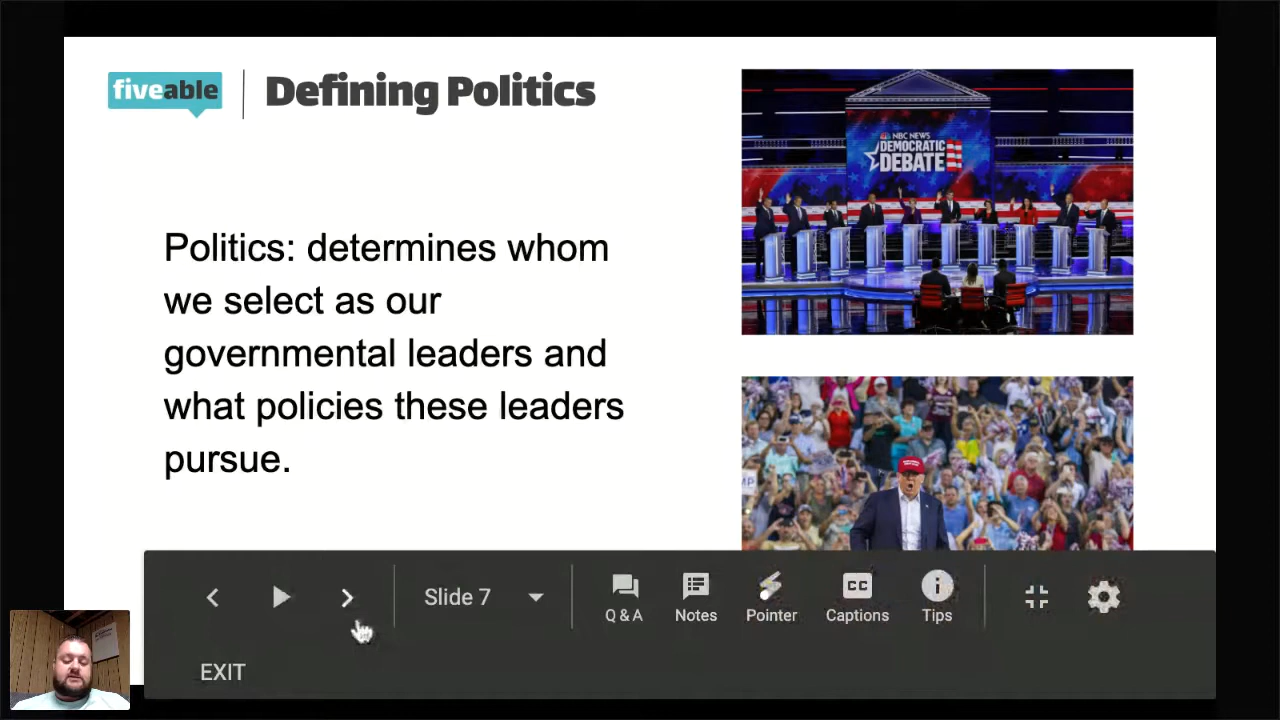 fiveable
Defining Politics
NBC NEWS
DEMOCRATIC
DEBATE
Politics: determines whom
we select as our
governmental leaders and
what policies these leaders
pursue.
Slide 7
Q & A
Notes
Pointer
CC
Captions
Tips
EXIT